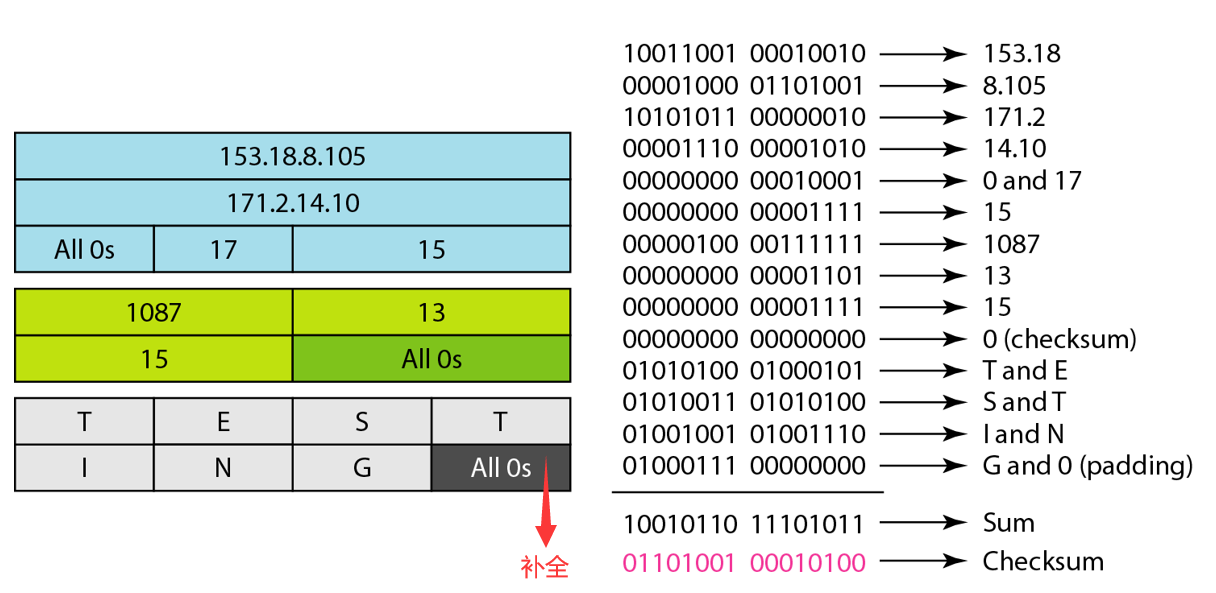 153.18.8.105
171.2.14.10
All 0s 17 15
1087 13
15 All 0s
T E S T
I N G All 0s
补全
10011001 00010010 153.18
00001000 01101001 8.105
10101011 00000010 171.2
00001110 00001010 14.10
00000000 00010001 0 and 17
00000000 00001111 15
00000100 00111111 1087
00000000 00001101 13
00000000 00001111 15
00000000 00000000 0 (checksum)
01010100 01000101 T and E
01010011 01010100 S and T
01001001 01001110 I and N
01000111 00000000 G and 0 (padding)
10010110 11101011 Sum
01101001 00010100 Checksum